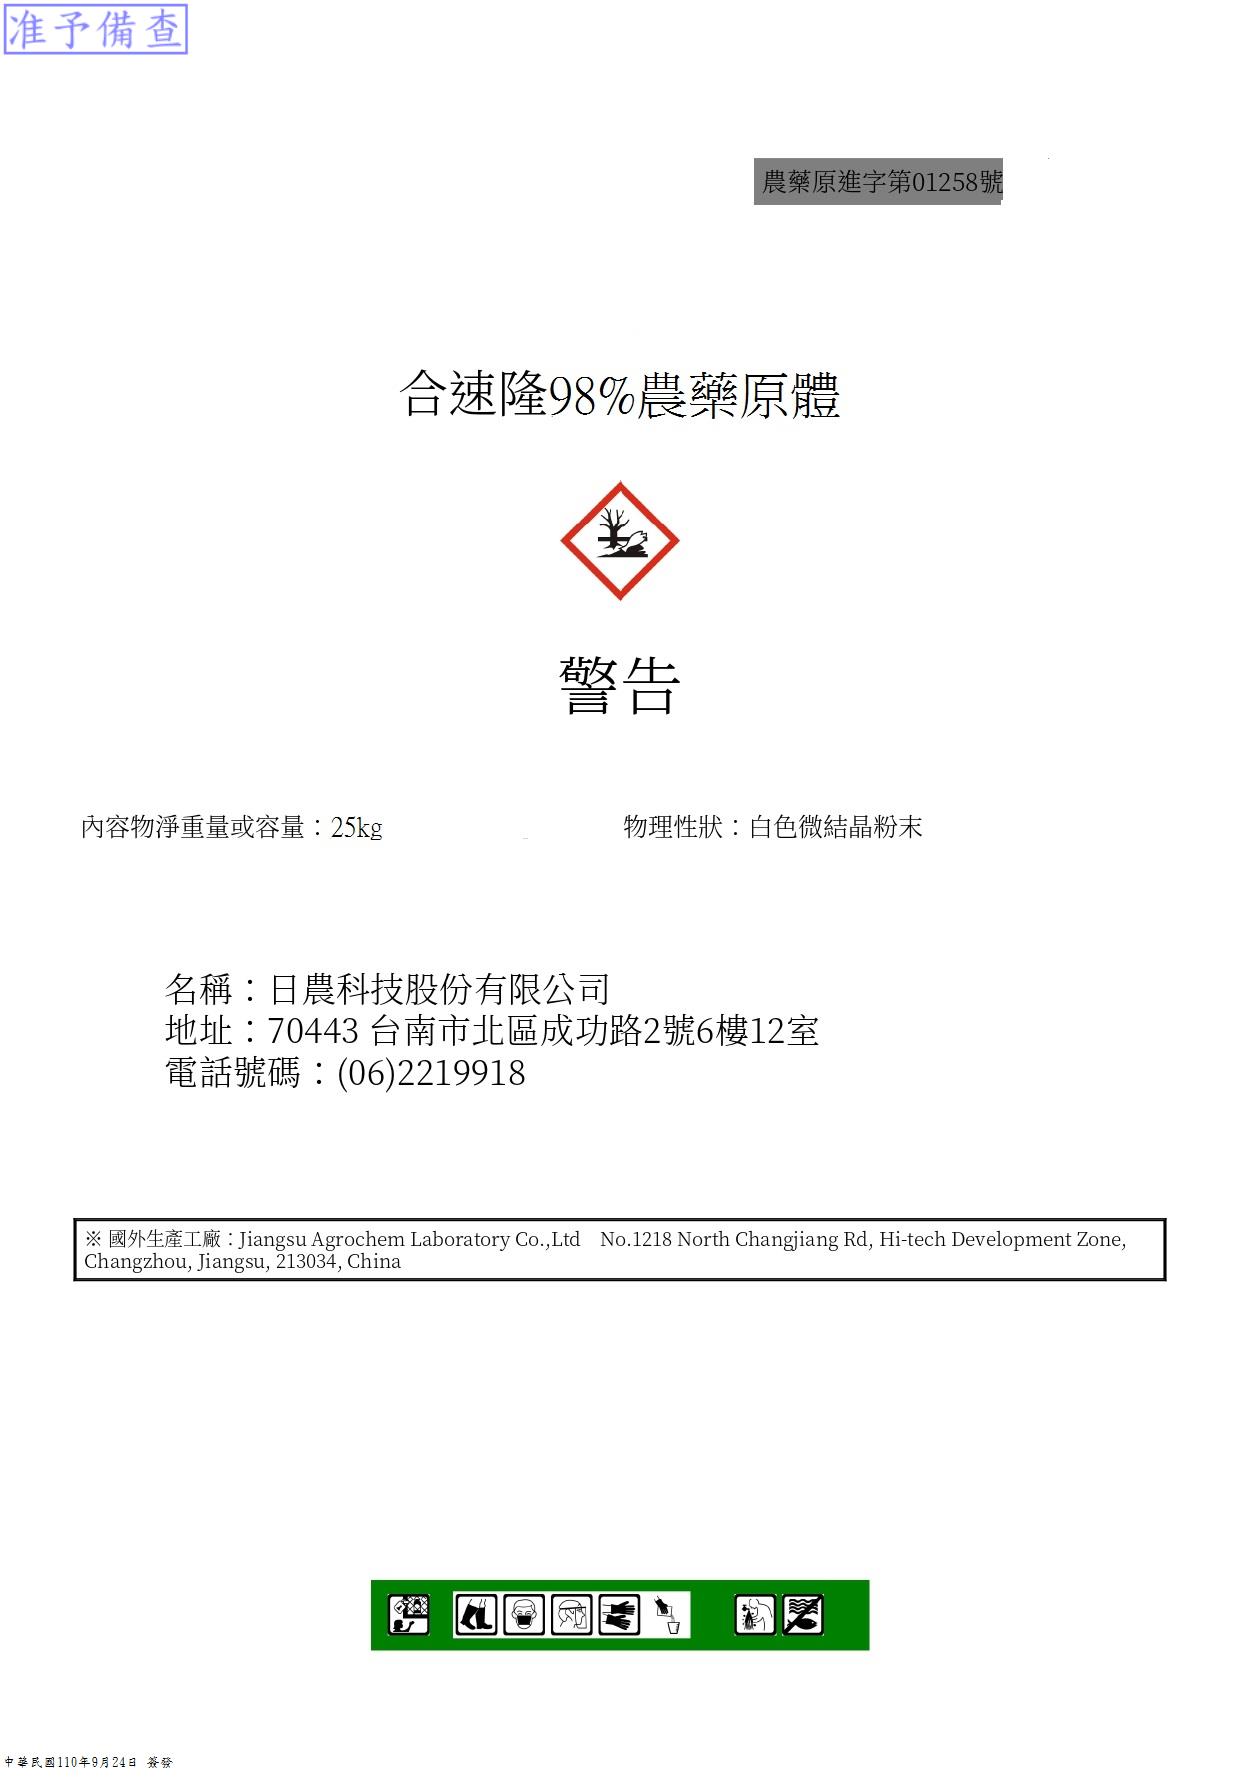 准予備查
農藥原進字第01258號
合速隆98%農藥原體
警告
內容物淨重量或容量：25kg 物理性狀：白色微結晶粉末
名稱：日農科技股份有限公司
地址：70443 台南市北區成功路2號6樓12室
電話號碼：(06)2219918
※ 國外生產工廠：Jiangsu Agrochem Laboratory Co.,Ltd No.1218 North Changjiang Rd, Hi-tech Development Zone,
Changzhou, Jiangsu, 213034, China
中華民國110年9月24日 簽發